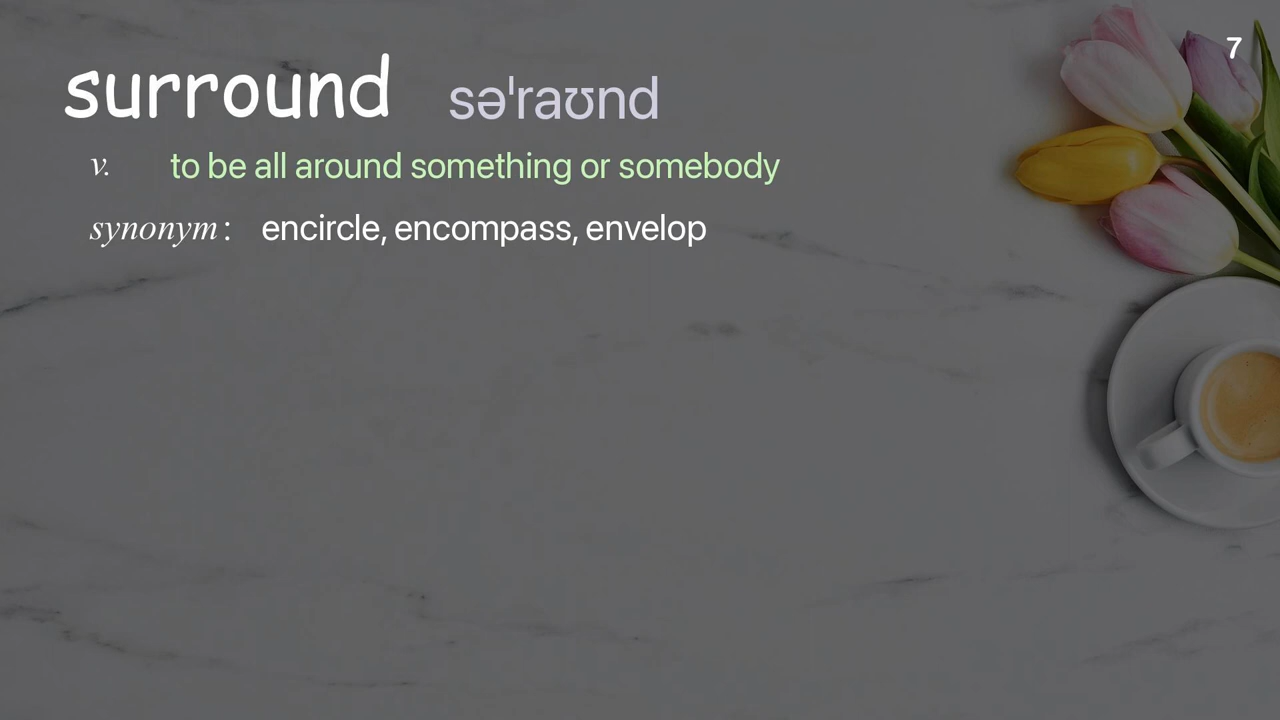 7
surround səˈraʊnd
v. to be all around something or somebody
synonym: encircle, encompass, envelop